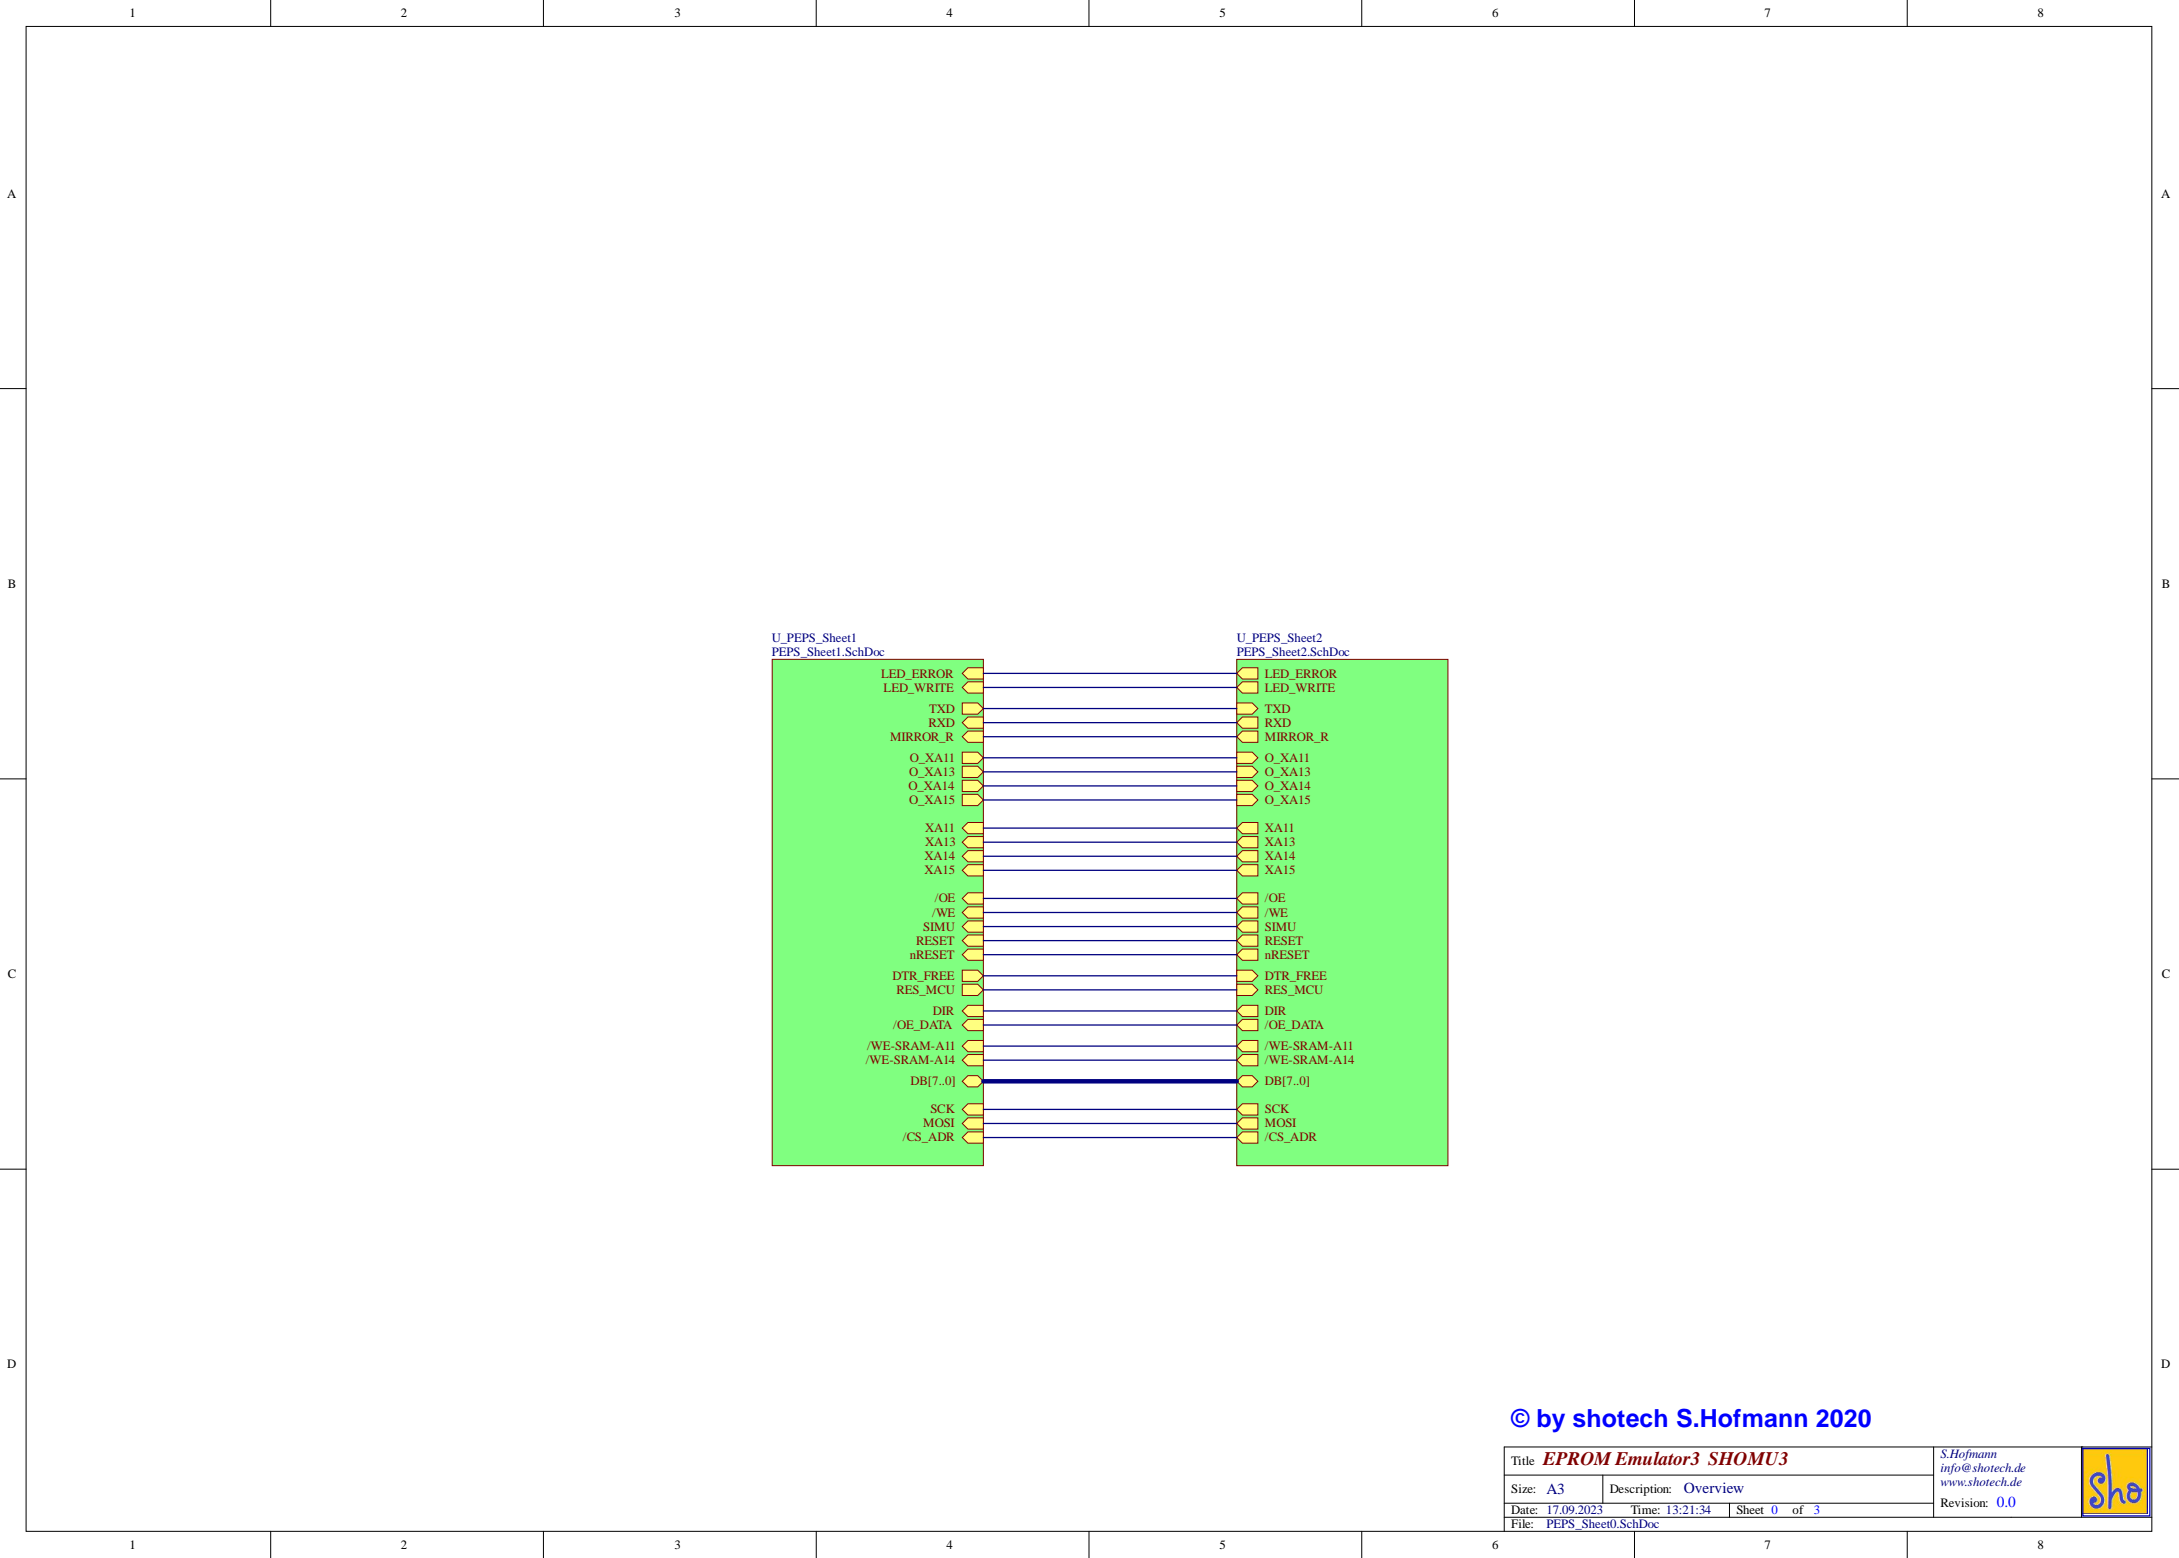 1 2 3 4 5 6 7 8
A A
B B
U_PEPS_Sheet1 U_PEPS_Sheet2
PEPS_Sheet1.SchDoc PEPS_Sheet2.SchDoc
LED_ERROR LED_ERROR
LED_WRITE LED_WRITE
TXD TXD
RXD RXD
MIRROR_R MIRROR_R
O_XA11 O_XA11
O_XA13 O_XA13
O_XA14 O_XA14
O_XA15 O_XA15
XA11 XA11
XA13 XA13
XA14 XA14
XA15 XA15
/OE /OE
/WE /WE
SIMU SIMU
RESET RESET
nRESET nRESET
C C
DTR_FREE DTR_FREE
RES_MCU RES_MCU
DIR DIR
/OE_DATA /OE_DATA
/WE-SRAM-A11 /WE-SRAM-A11
/WE-SRAM-A14 /WE-SRAM-A14
DB[7..0] DB[7..0]
SCK SCK
MOSI MOSI
/CS_ADR /CS_ADR
D D
© by shotech S.Hofmann 2020
Title EPROM Emulator3 SHOMU3
Size: A3 Description: Overview
Date: 17.09.2023 Time: 13:21:34 Sheet 0 of 3
File: PEPS_Sheet0.SchDoc
S.Hofmann
info@shotech.de
www.shotech.de
Revision: 0.0
sho
1 2 3 4 5 6 7 8